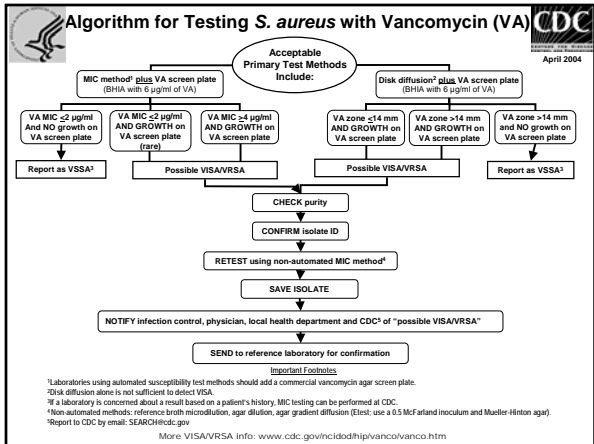 Algorithm for Testing S. aureus with Vancomycin (VA)
CDC
April 2004
Acceptable
Primary Test Methods
Include:
MIC method¹ plus VA screen plate
(BHIA with 6 µg/ml of VA)
Disk diffusion² plus VA screen plate
(BHIA with 6 µg/ml of VA)
VA MIC <2 µg/ml
And NO growth on
VA screen plate
VA MIC <2 µg/ml
AND GROWTH on
VA screen plate
(rare)
VA MIC >4 µg/ml
AND GROWTH on
VA screen plate
VA zone <14 mm
AND GROWTH on
VA screen plate
VA zone >14 mm
AND GROWTH on
VA screen plate
VA zone >14 mm
and NO growth on
VA screen plate
Report as VSSA³
Possible VISA/VRSA
Possible VISA/VRSA
Report as VSSA³
CHECK purity
CONFIRM isolate ID
RETEST using non-automated MIC method⁴
SAVE ISOLATE
NOTIFY infection control, physician, local health department and CDC⁵ of “possible VISA/VRSA”
SEND to reference laboratory for confirmation
Important Footnotes
¹Laboratories using automated susceptibility test methods should add a commercial vancomycin agar screen plate.
²Disk diffusion alone is not sufficient to detect VISA.
³If a laboratory is concerned about a result based on a patient's history, MIC testing can be performed at CDC.
⁴Non-automated methods: reference broth microdilution, agar dilution, agar gradient diffusion (Etest; use a 0.5 McFarland inoculum and Mueller-Hinton agar).
⁵Report to CDC by email: SEARCH@cdc.gov
More VISA/VRSA info: www.cdc.gov/ncidod/hip/vanco/vanco.htm